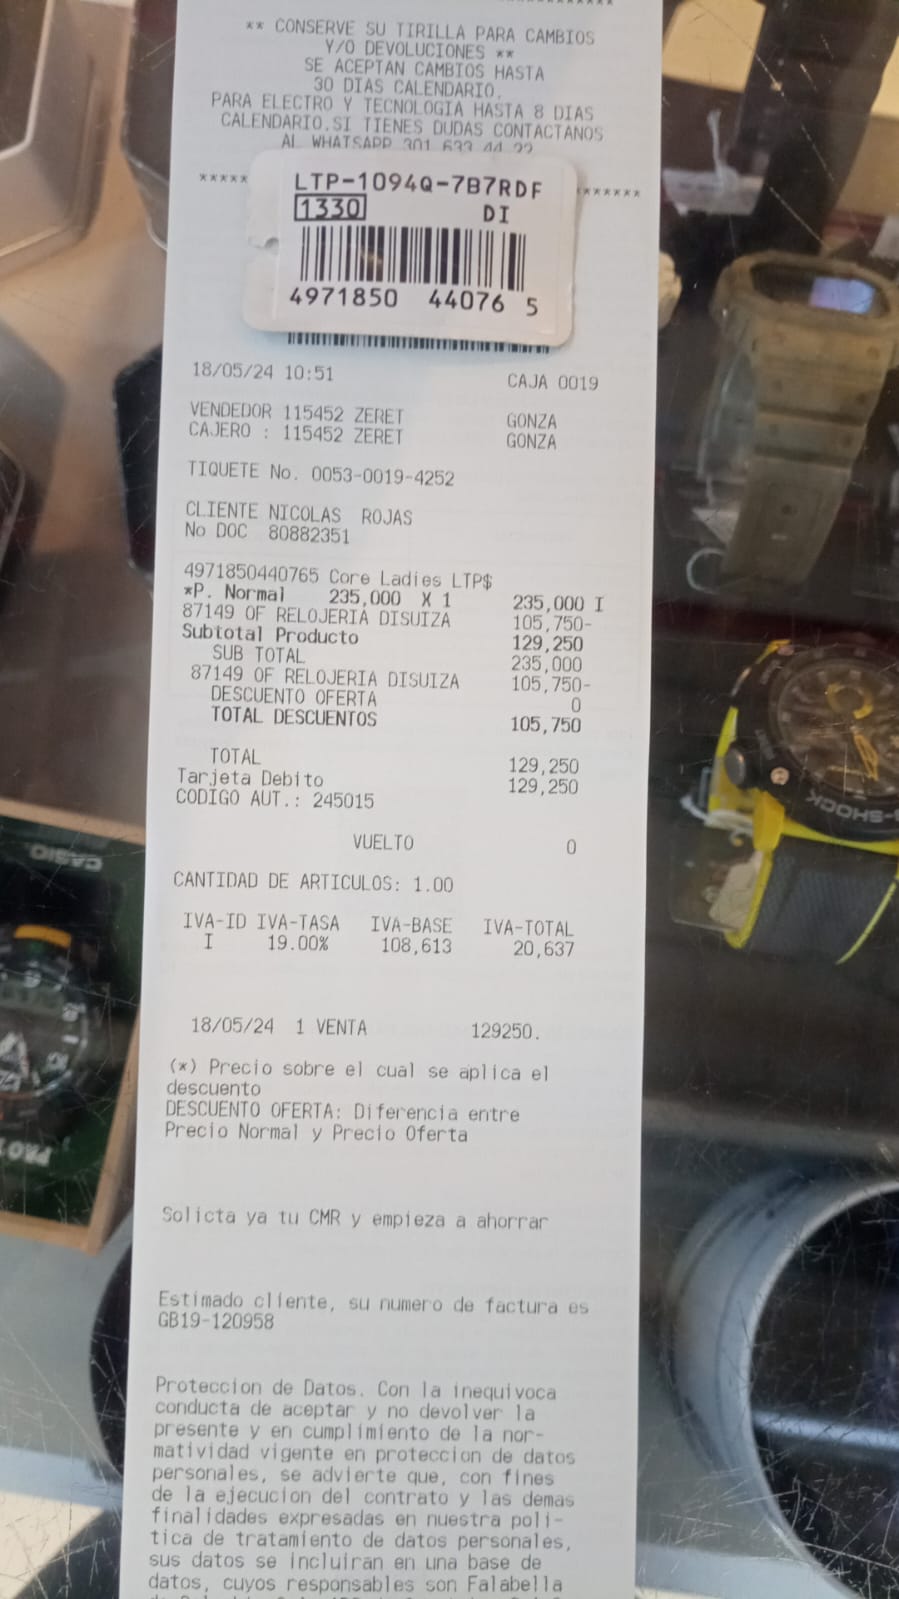 ** CONSERVE SU TIRILLA PARA CAMBIOS
Y/O DEVOLUCIONES **
SE ACEPTAN CAMBIOS HASTA
30 DIAS CALENDARIO.
PARA ELECTRO Y TECNOLOGIA HASTA 8 DIAS
CALENDARIO.SI TIENES DUDAS CONTACTANOS
AL WHATSAPP 301 633 44 22
LTP-1094Q-7B7RDF
1330 DI
4971850 44076 5
18/05/24 10:51 CAJA 0019
VENDEDOR 115452 ZERET GONZA
CAJERO : 115452 ZERET GONZA
TIQUETE No. 0053-0019-4252
CLIENTE NICOLAS ROJAS
No DOC 80882351
4971850440765 Core Ladies LTP$
*P. Normal 235,000 X 1 235,000 I
87149 OF RELOJERIA DISUIZA 105,750-
Subtotal Producto 129,250
SUB TOTAL 235,000
87149 OF RELOJERIA DISUIZA 105,750-
DESCUENTO OFERTA 0
TOTAL DESCUENTOS 105,750
TOTAL 129,250
Tarjeta Debito 129,250
CODIGO AUT.: 245015
VUELTO 0
CANTIDAD DE ARTICULOS: 1.00
IVA-ID IVA-TASA IVA-BASE IVA-TOTAL
I 19.00% 108,613 20,637
18/05/24 1 VENTA 129250.
(*) Precio sobre el cual se aplica el
descuento
DESCUENTO OFERTA: Diferencia entre
Precio Normal y Precio Oferta
Solicta ya tu CMR y empieza a ahorrar
Estimado cliente, su numero de factura es
GB19-120958
Proteccion de Datos. Con la inequivoca
conducta de aceptar y no devolver la
presente y en cumplimiento de la nor-
matividad vigente en proteccion de datos
personales, se advierte que, con fines
de la ejecucion del contrato y las demas
finalidades expresadas en nuestra poli-
tica de tratamiento de datos personales,
sus datos se incluiran en una base de
datos, cuyos responsables son Falabella
CASIO
G-SHOCK